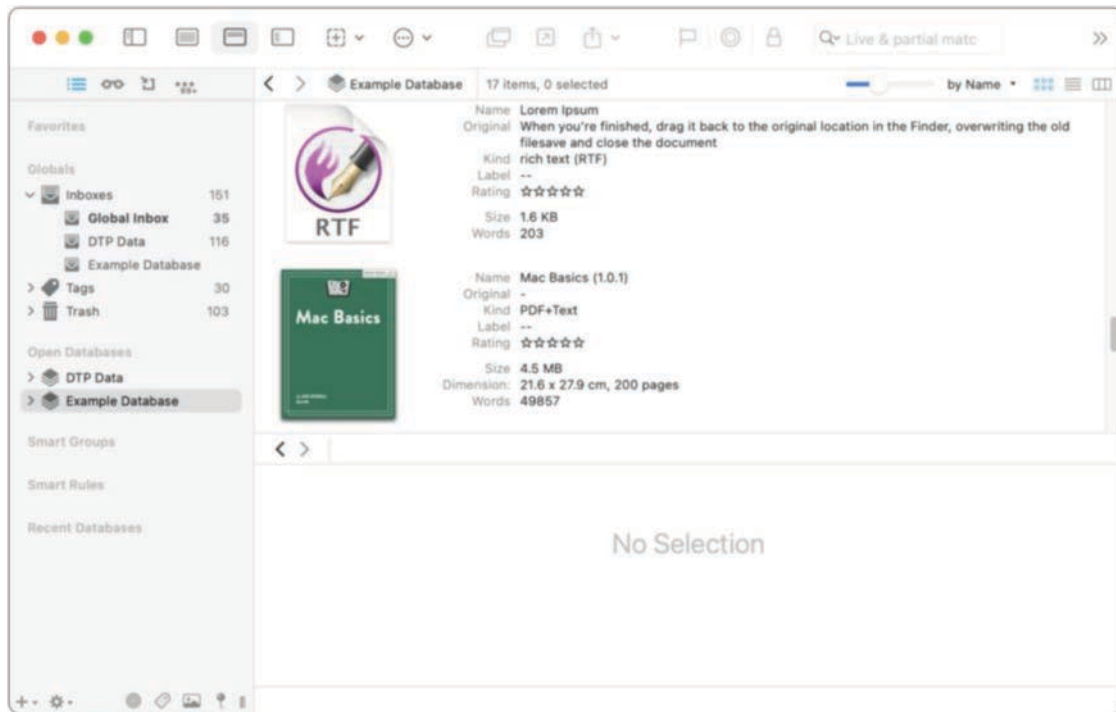 Live & partial matc
Example Database
17 items, 0 selected
by Name
Favorites
Globals
Inboxes 151
Global Inbox 35
DTP Data 116
Example Database
Tags 30
Trash 103
Open Databases
DTP Data
Example Database
Smart Groups
Smart Rules
Recent Databases
RTF
Name Lorem Ipsum
Original When you're finished, drag it back to the original location in the Finder, overwriting the old
filesave and close the document
Kind rich text (RTF)
Label --
Rating ☆☆☆☆☆
Size 1.6 KB
Words 203
Mac Basics
Name Mac Basics (1.0.1)
Original -
Kind PDF+Text
Label --
Rating ☆☆☆☆☆
Size 4.5 MB
Dimension: 21.6 x 27.9 cm, 200 pages
Words 49857
No Selection